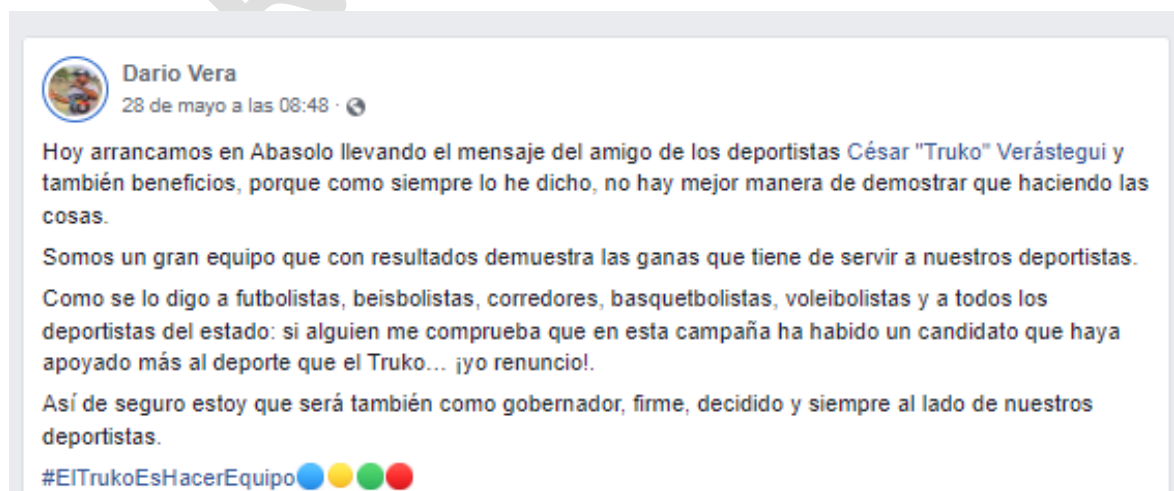 Dario Vera
28 de mayo a las 08:48 ·
Hoy arrancamos en Abasolo llevando el mensaje del amigo de los deportistas César "Truko" Verástegui y
también beneficios, porque como siempre lo he dicho, no hay mejor manera de demostrar que haciendo las
cosas.
Somos un gran equipo que con resultados demuestra las ganas que tiene de servir a nuestros deportistas.
Como se lo digo a futbolistas, beisbolistas, corredores, basquetbolistas, voleibolistas y a todos los
deportistas del estado: si alguien me comprueba que en esta campaña ha habido un candidato que haya
apoyado más al deporte que el Truko... ¡yo renuncio!.
Así de seguro estoy que será también como gobernador, firme, decidido y siempre al lado de nuestros
deportistas.
#ElTrukoEsHacerEquipo